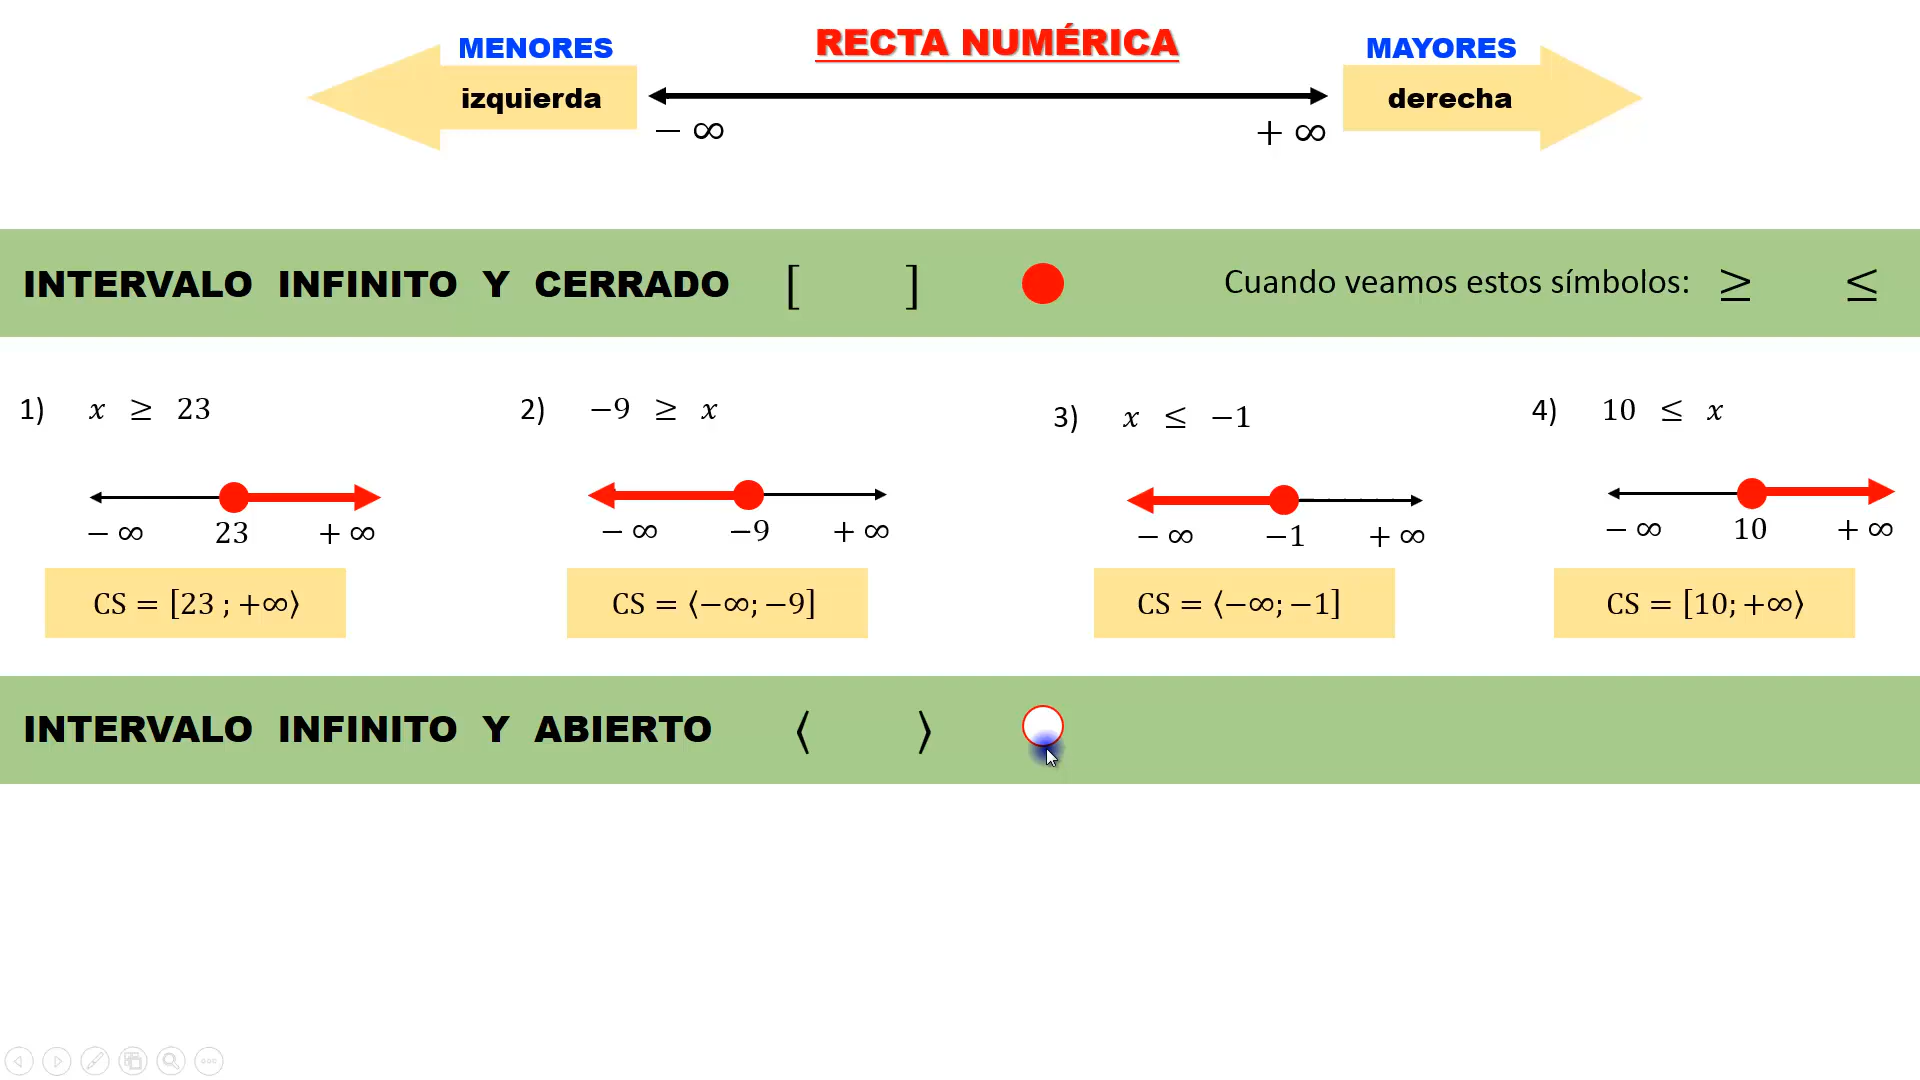 RECTA NUMÉRICA
MENORES
izquierda
MAYORES
derecha
− ∞
+ ∞
INTERVALO INFINITO Y CERRADO [ ] Cuando veamos estos símbolos: ≥ ≤
1) x ≥ 23
− ∞ 23 + ∞
CS = [23 ; +∞⟩
2) −9 ≥ x
− ∞ −9 + ∞
CS = ⟨−∞; −9]
3) x ≤ −1
− ∞ −1 + ∞
CS = ⟨−∞; −1]
4) 10 ≤ x
− ∞ 10 + ∞
CS = [10; +∞⟩
INTERVALO INFINITO Y ABIERTO ⟨ ⟩